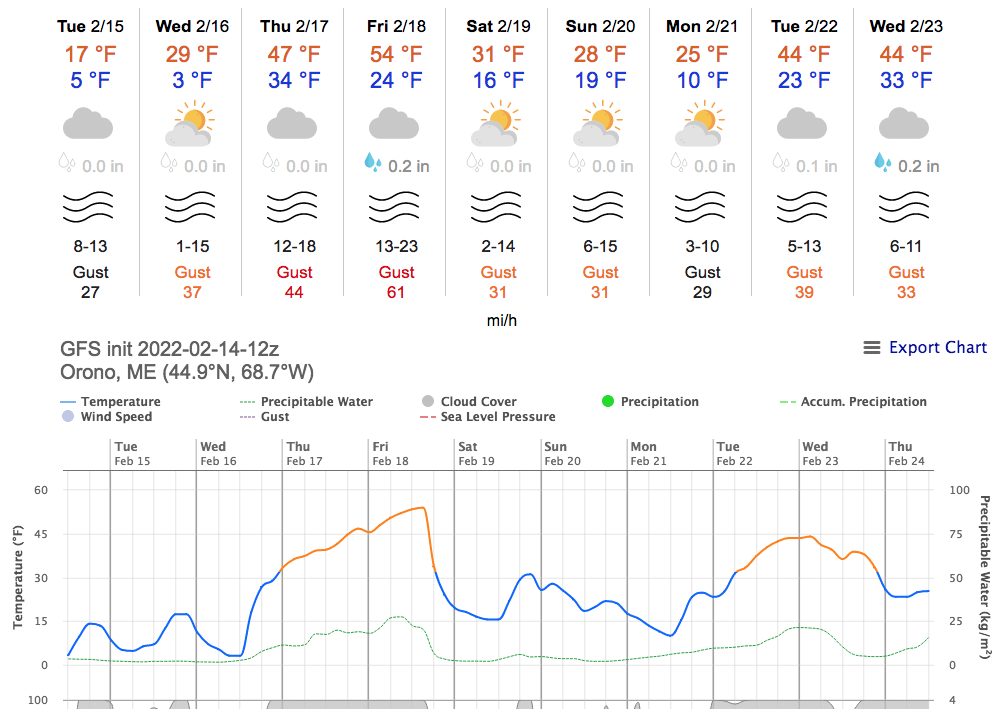 Tue 2/15 Wed 2/16 Thu 2/17 Fri 2/18 Sat 2/19 Sun 2/20 Mon 2/21 Tue 2/22 Wed 2/23
17 °F 29 °F 47 °F 54 °F 31 °F 28 °F 25 °F 44 °F 44 °F
5 °F 3 °F 34 °F 24 °F 16 °F 19 °F 10 °F 23 °F 33 °F
0.0 in 0.0 in 0.0 in 0.2 in 0.0 in 0.0 in 0.0 in 0.1 in 0.2 in
8-13 1-15 12-18 13-23 2-14 6-15 3-10 5-13 6-11
Gust Gust Gust Gust Gust Gust Gust Gust Gust
27 37 44 61 31 31 29 39 33
mi/h
GFS init 2022-02-14-12z
Export Chart
Orono, ME (44.9°N, 68.7°W)
Temperature Precipitable Water Cloud Cover Precipitation Accum. Precipitation
Wind Speed Gust Sea Level Pressure
Tue Wed Thu Fri Sat Sun Mon Tue Wed Thu
Feb 15 Feb 16 Feb 17 Feb 18 Feb 19 Feb 20 Feb 21 Feb 22 Feb 23 Feb 24
60 100
45 75
30 50
15 25
0 0
Temperature (°F)
Precipitable Water (kg/m²)
100 4